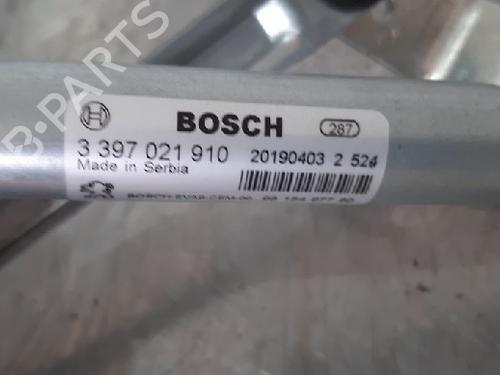 B-PARTS
BOSCH 287
3 397 021 910 20190403 2 524
Made in Serbia